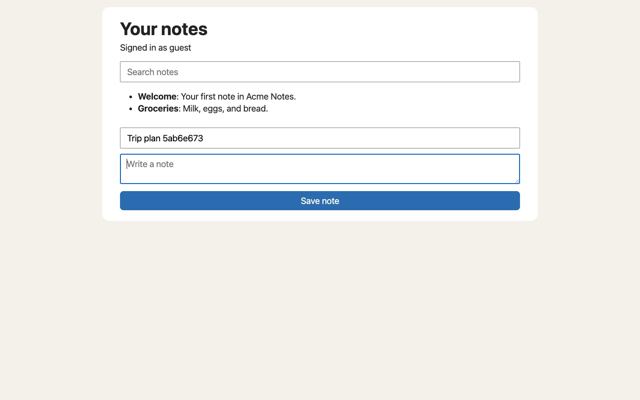 Your notes
Signed in as guest
Search notes
Welcome: Your first note in Acme Notes.
Groceries: Milk, eggs, and bread.
Trip plan 5ab6e673
Write a note
Save note